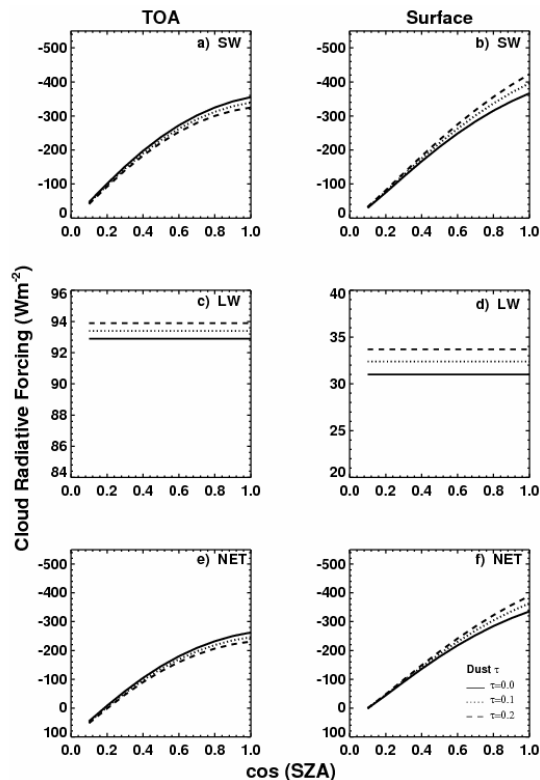 TOA
Surface
a) SW
-500
-400
-300
-200
-100
0
0.0 0.2 0.4 0.6 0.8 1.0
b) SW
-500
-400
-300
-200
-100
0
0.0 0.2 0.4 0.6 0.8 1.0
Cloud Radiative Forcing (Wm-2)
c) LW
96
94
92
90
88
86
84
0.0 0.2 0.4 0.6 0.8 1.0
d) LW
40
35
30
25
20
0.0 0.2 0.4 0.6 0.8 1.0
e) NET
-500
-400
-300
-200
-100
0
100
0.0 0.2 0.4 0.6 0.8 1.0
f) NET
-500
-400
-300
-200
-100
0
100
Dust τ
τ=0.0
τ=0.1
τ=0.2
0.0 0.2 0.4 0.6 0.8 1.0
cos (SZA)